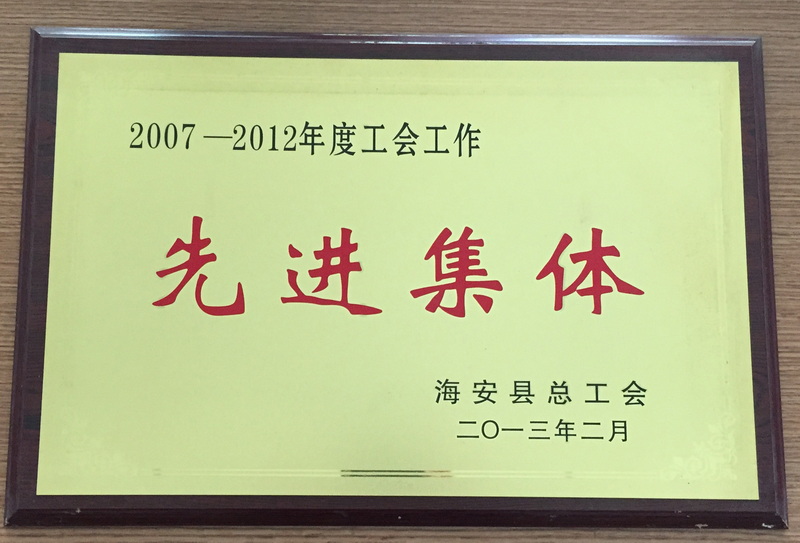 2007—2012年度工会工作
先进集体
海安县总工会
二〇一三年二月